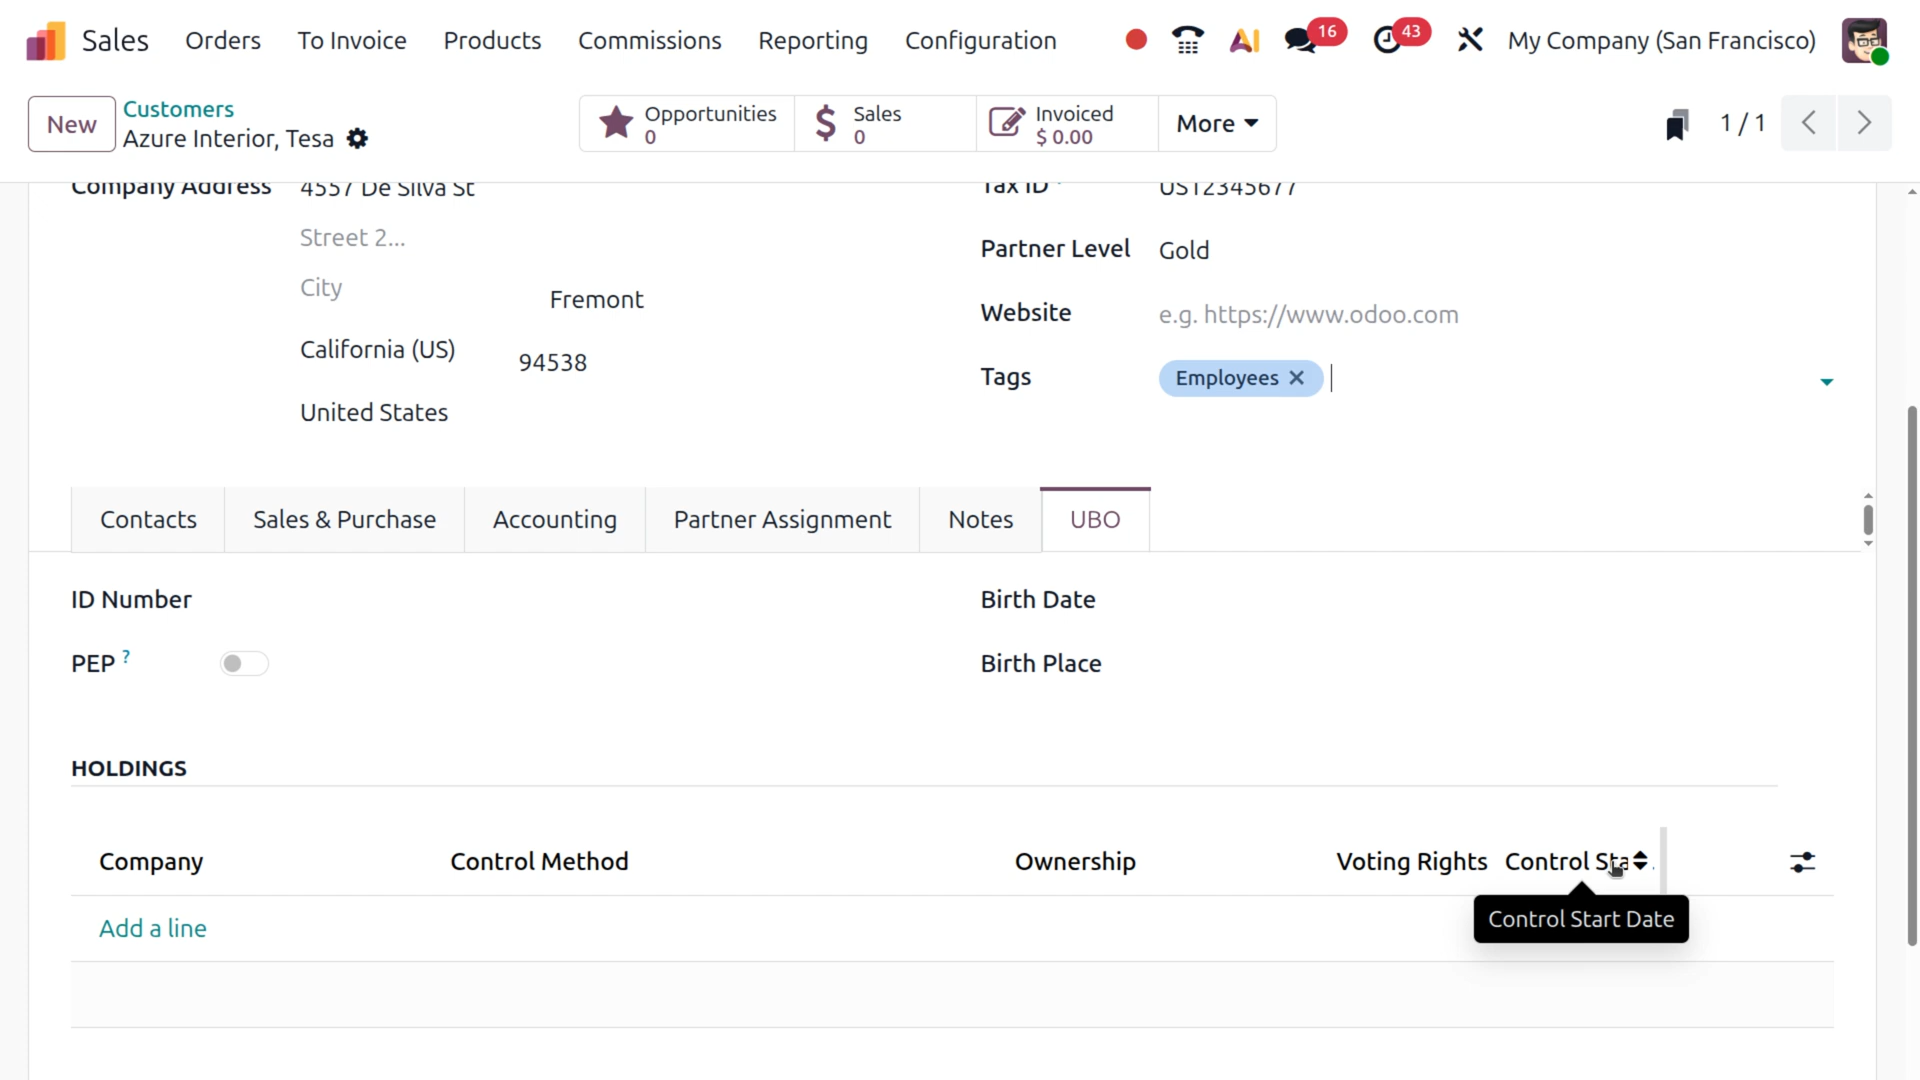 Sales Orders To Invoice Products Commissions Reporting Configuration AI 16 43 My Company (San Francisco)
New Customers
Azure Interior, Tesa
Opportunities 0
Sales 0
Invoiced $ 0.00
More
1 / 1
Company Address 4557 De Silva St
Street 2...
City Fremont
California (US) 94538
United States
Tax ID ? US12345677
Partner Level Gold
Website e.g. https://www.odoo.com
Tags Employees
Contacts Sales & Purchase Accounting Partner Assignment Notes UBO
ID Number
PEP ?
Birth Date
Birth Place
HOLDINGS
Company Control Method Ownership Voting Rights Control Sta
Add a line
Control Start Date